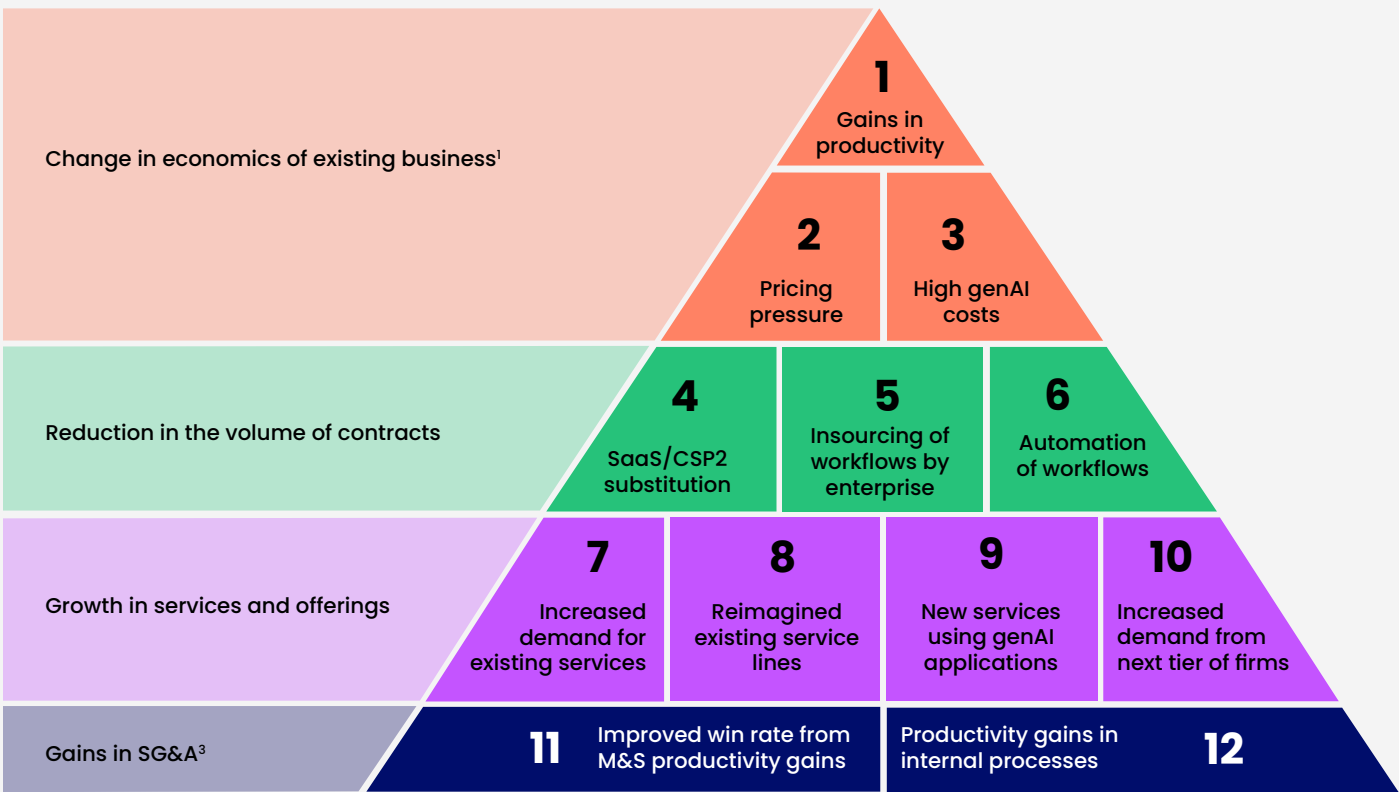 Change in economics of existing business¹
1
Gains in
productivity
2
Pricing
pressure
3
High genAI
costs
Reduction in the volume of contracts
4
SaaS/CSP2
substitution
5
Insourcing of
workflows by
enterprise
6
Automation
of workflows
Growth in services and offerings
7
Increased
demand for
existing services
8
Reimagined
existing service
lines
9
New services
using genAI
applications
10
Increased
demand from
next tier of firms
Gains in SG&A³
11
Improved win rate from
M&S productivity gains
Productivity gains in
internal processes
12